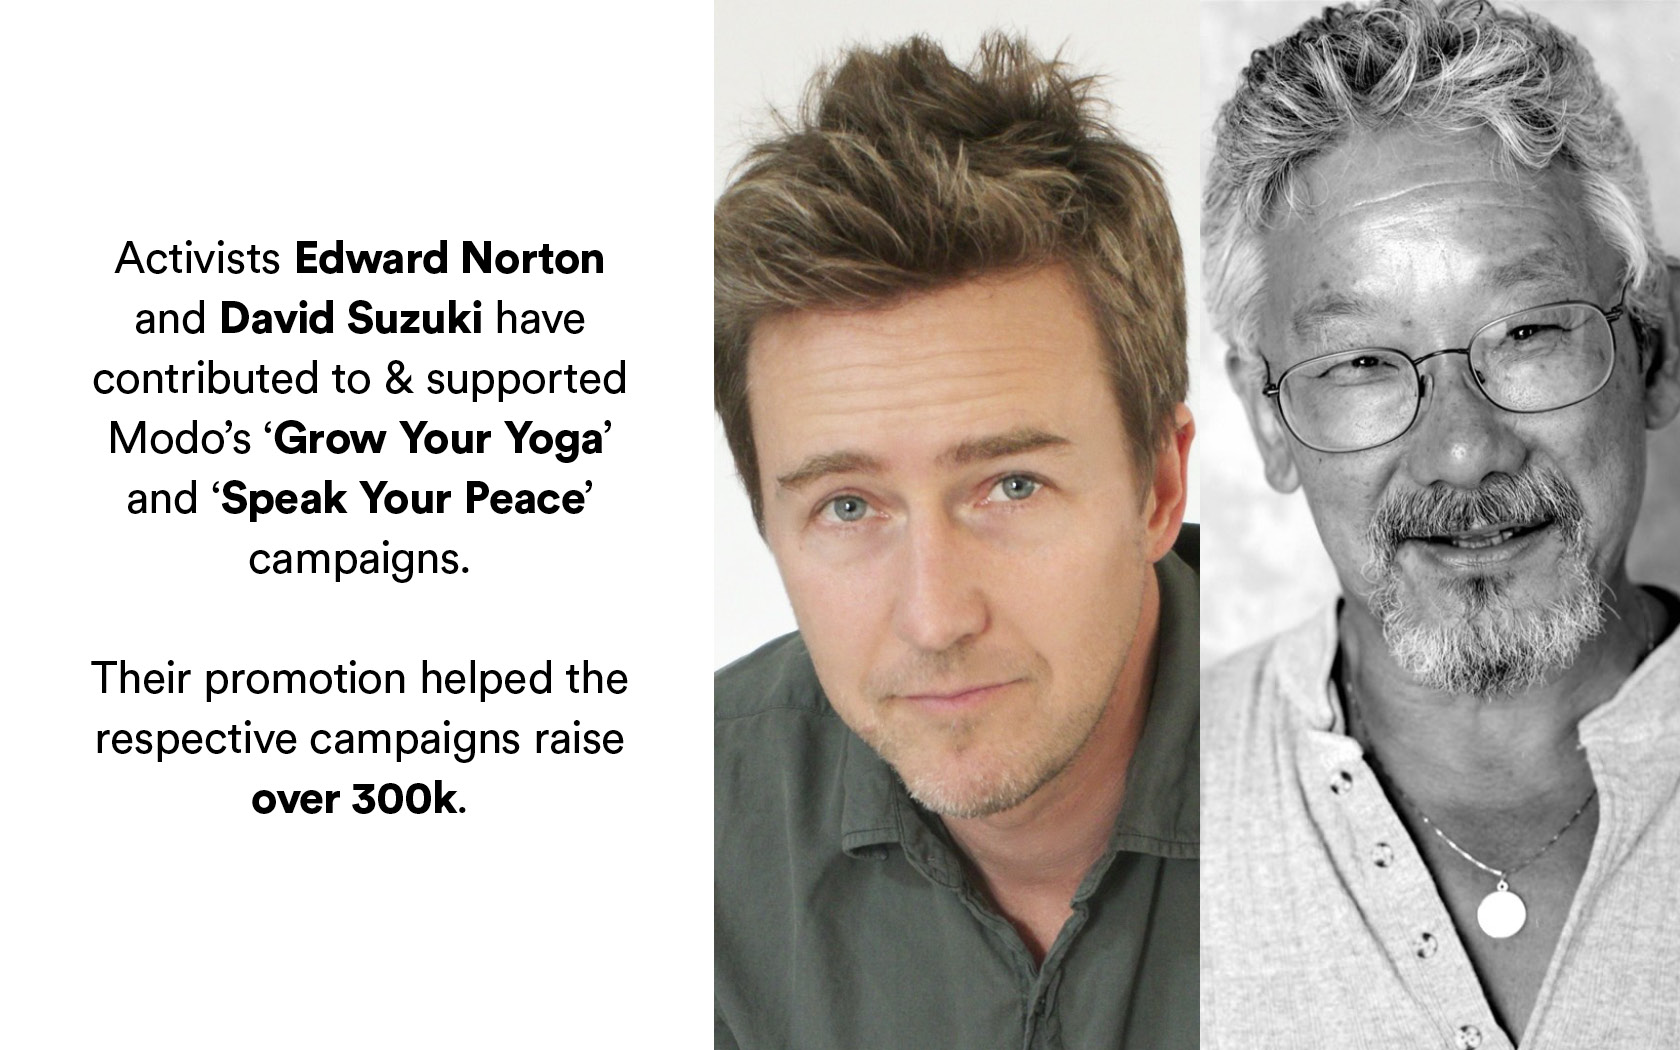 Activists Edward Norton
and David Suzuki have
contributed to & supported
Modo’s ‘Grow Your Yoga’
and ‘Speak Your Peace’
campaigns.
Their promotion helped the
respective campaigns raise
over 300k.